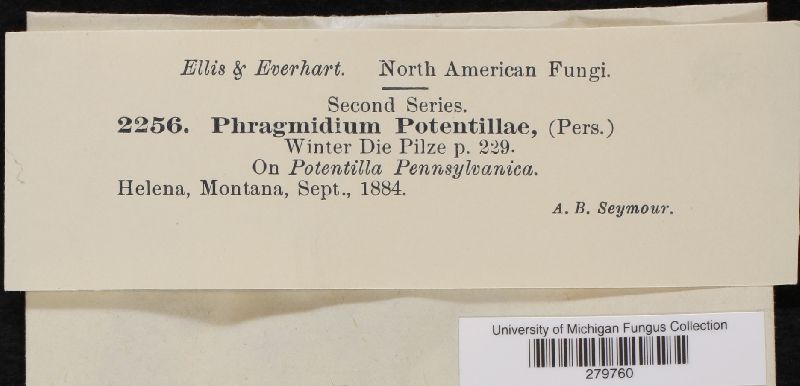 Ellis & Everhart. North American Fungi.
Second Series.
2256. Phragmidium Potentillae, (Pers.)
Winter Die Pilze p. 229.
On Potentilla Pennsylvanica.
Helena, Montana, Sept., 1884.
A. B. Seymour.
University of Michigan Fungus Collection
279760